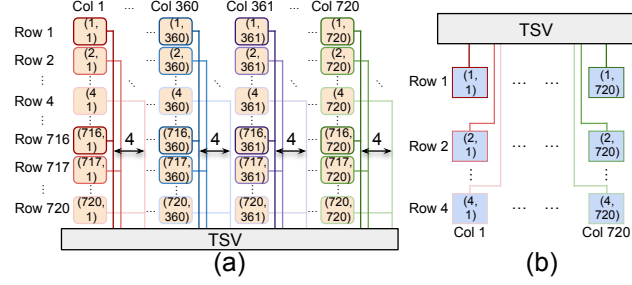 Col 1 ... Col 360 Col 361 ... Col 720
Row 1 (1, 1) ... (1, 360) (1, 361) ... (1, 720)
Row 2 (2, 1) ... (2, 360) (2, 361) ... (2, 720)
Row 4 (4 1) ... (4 360) (4 361) ... (4 720)
Row 716 (716, 1) 4 ... (716, 360) 4 (716, 361) 4 ... (716, 720) 4
Row 717 (717, 1) ... (717, 360) (717, 361) ... (717, 720)
Row 720 (720, 1) ... (720, 360) (720, 361) ... (720, 720)
TSV
(a)
TSV
Row 1 (1, 1) ... ... (1, 720)
Row 2 (2, 1) ... ... (2, 720)
Row 4 (4, 1) ... ... (4, 720)
Col 1 Col 720
(b)